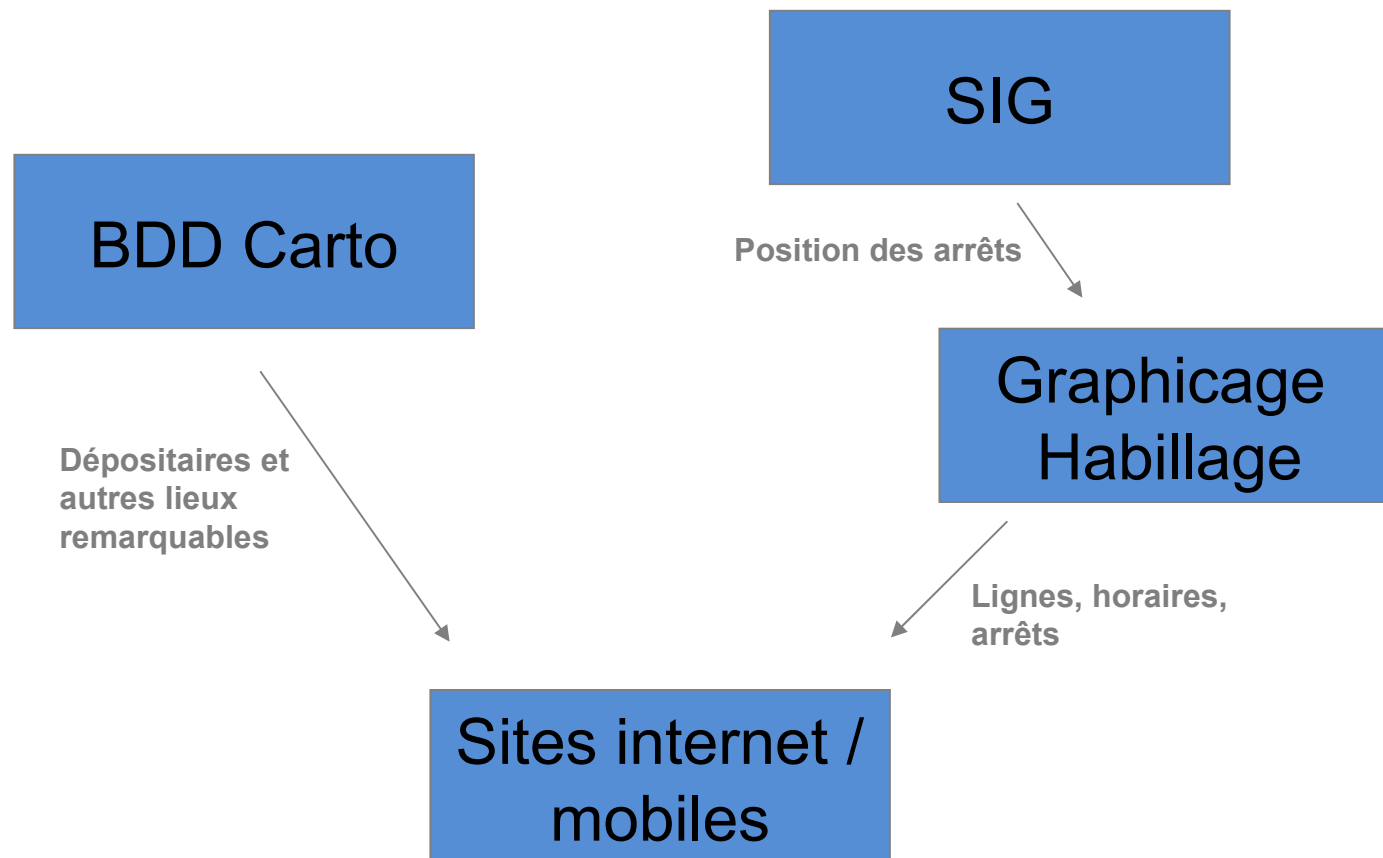 SIG
BDD Carto
Position des arrêts
Graphicage
Habillage
Dépositaires et
autres lieux
remarquables
Lignes, horaires,
arrêts
Sites internet /
mobiles